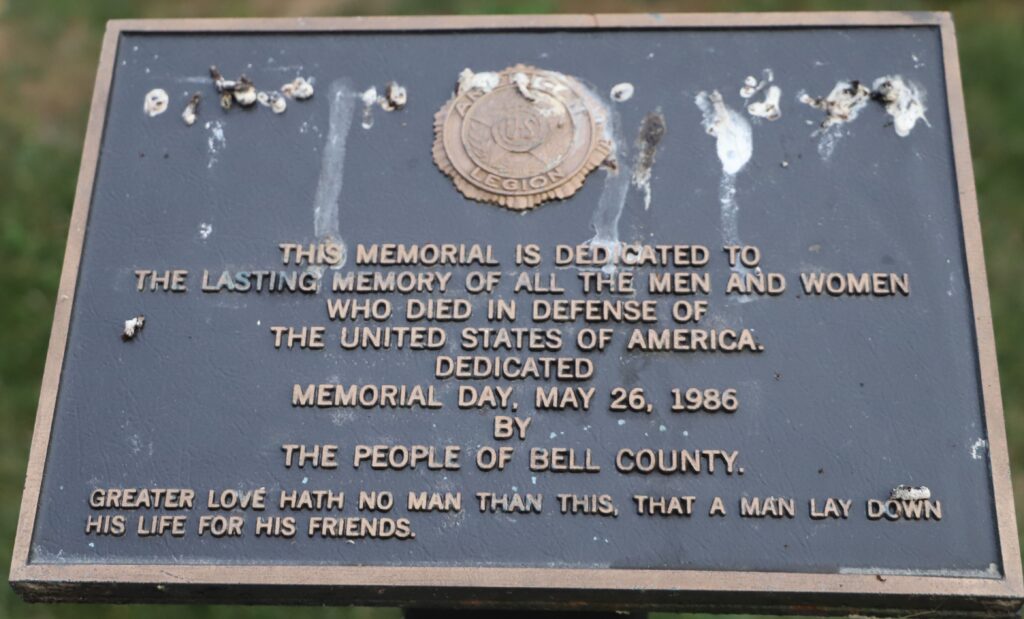 AMERICAN
U S
LEGION
THIS MEMORIAL IS DEDICATED TO
THE LASTING MEMORY OF ALL THE MEN AND WOMEN
WHO DIED IN DEFENSE OF
THE UNITED STATES OF AMERICA.
DEDICATED
MEMORIAL DAY, MAY 26, 1986
BY
THE PEOPLE OF BELL COUNTY.
GREATER LOVE HATH NO MAN THAN THIS, THAT A MAN LAY DOWN
HIS LIFE FOR HIS FRIENDS.